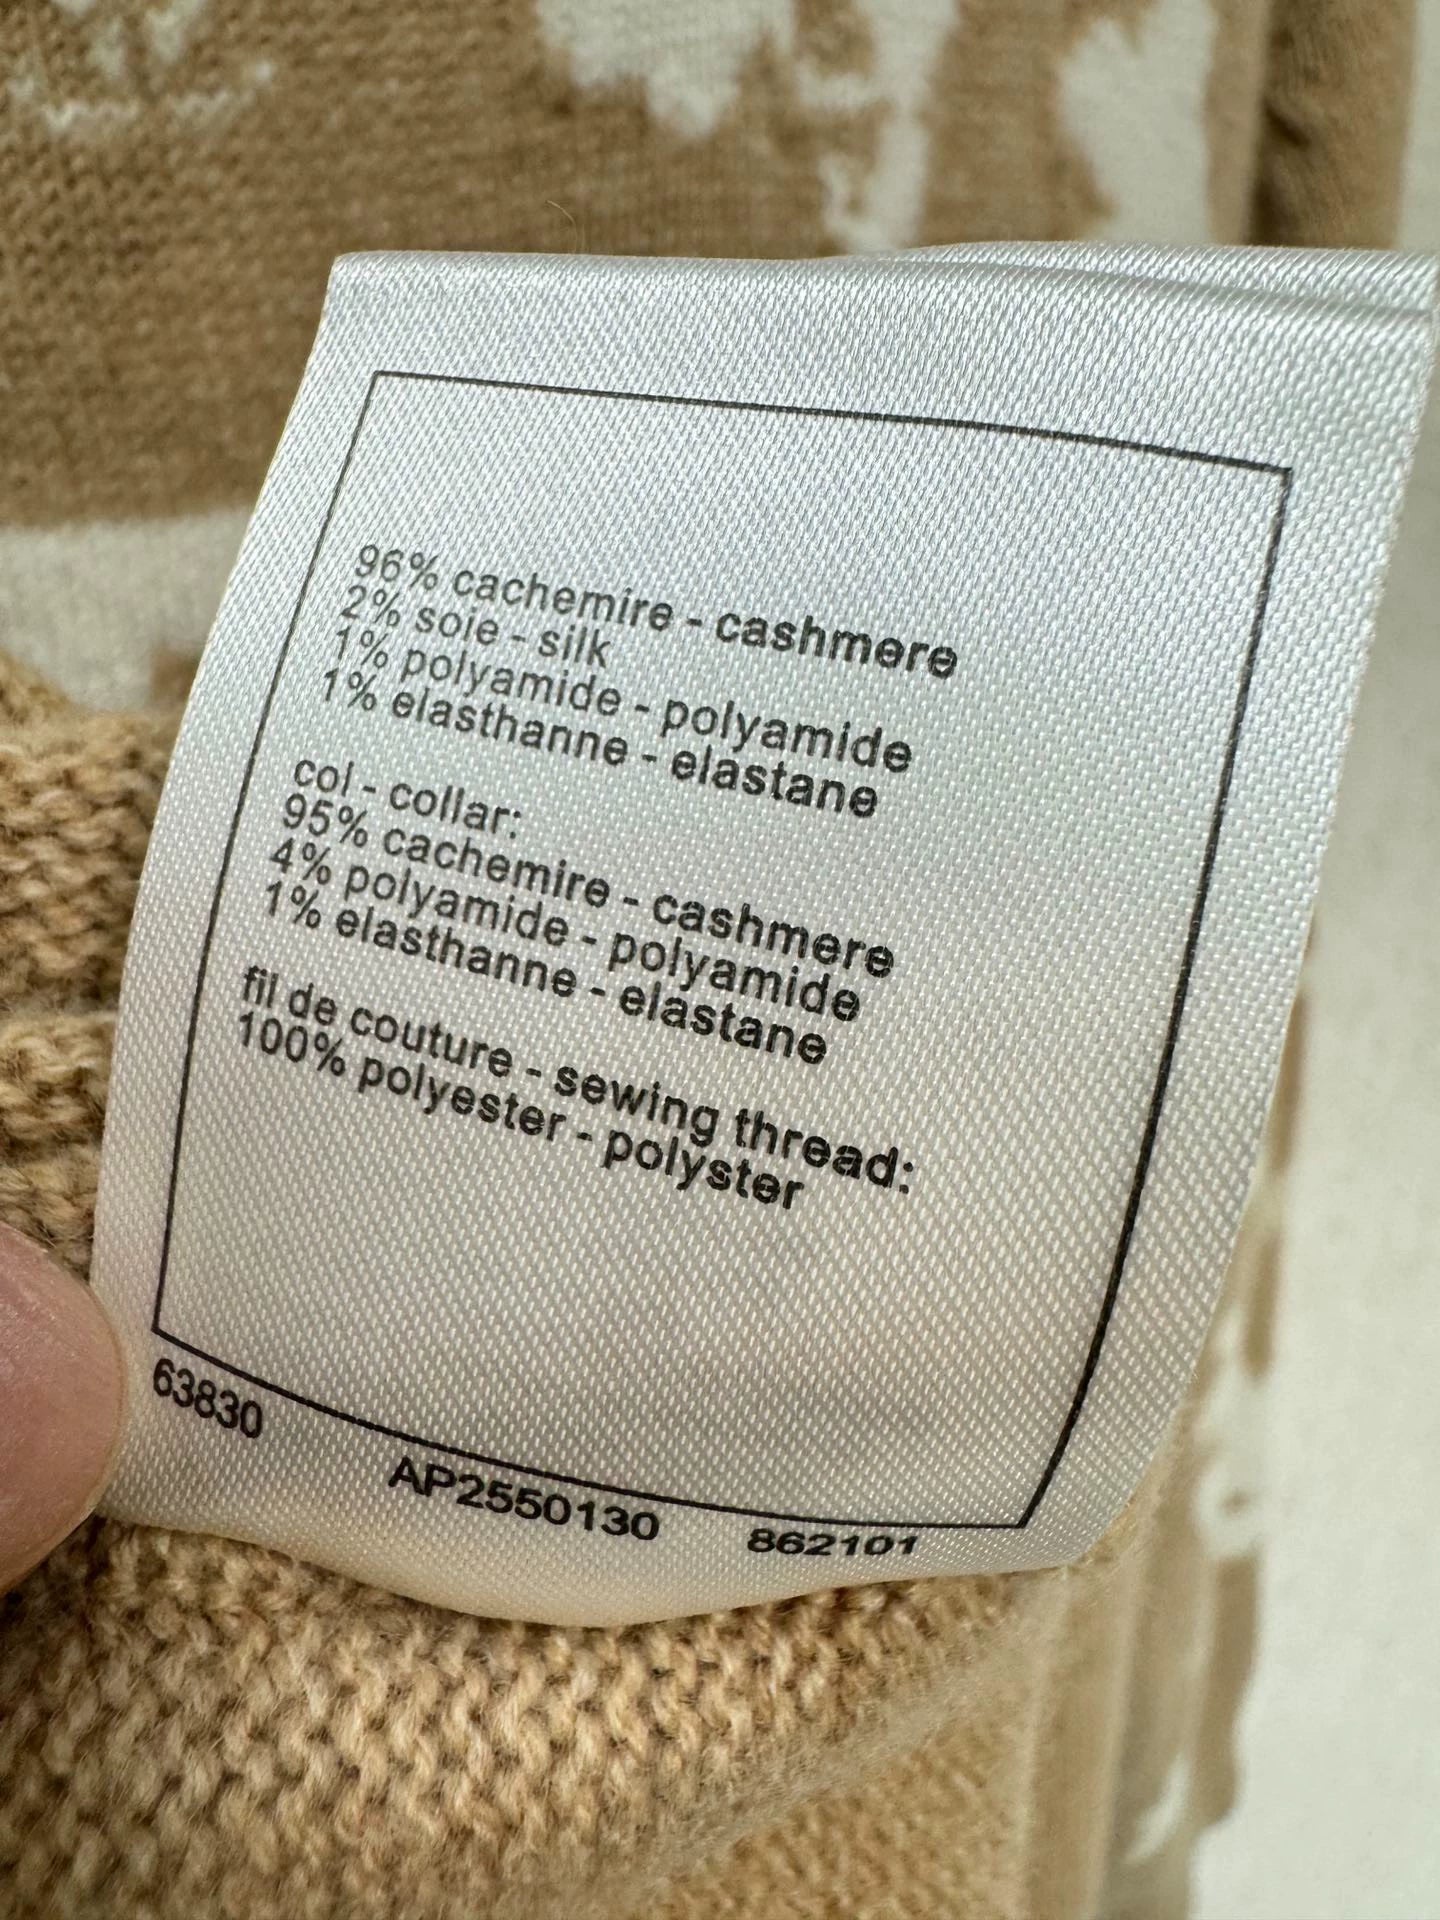 96% cachemire - cashmere
2% soie - silk
1% polyamide - polyamide
1% elasthanne - elastane
col - collar:
95% cachemire - cashmere
4% polyamide - polyamide
1% elasthanne - elastane
fil de couture - sewing thread:
100% polyester - polyster
63830 AP2550130 862101